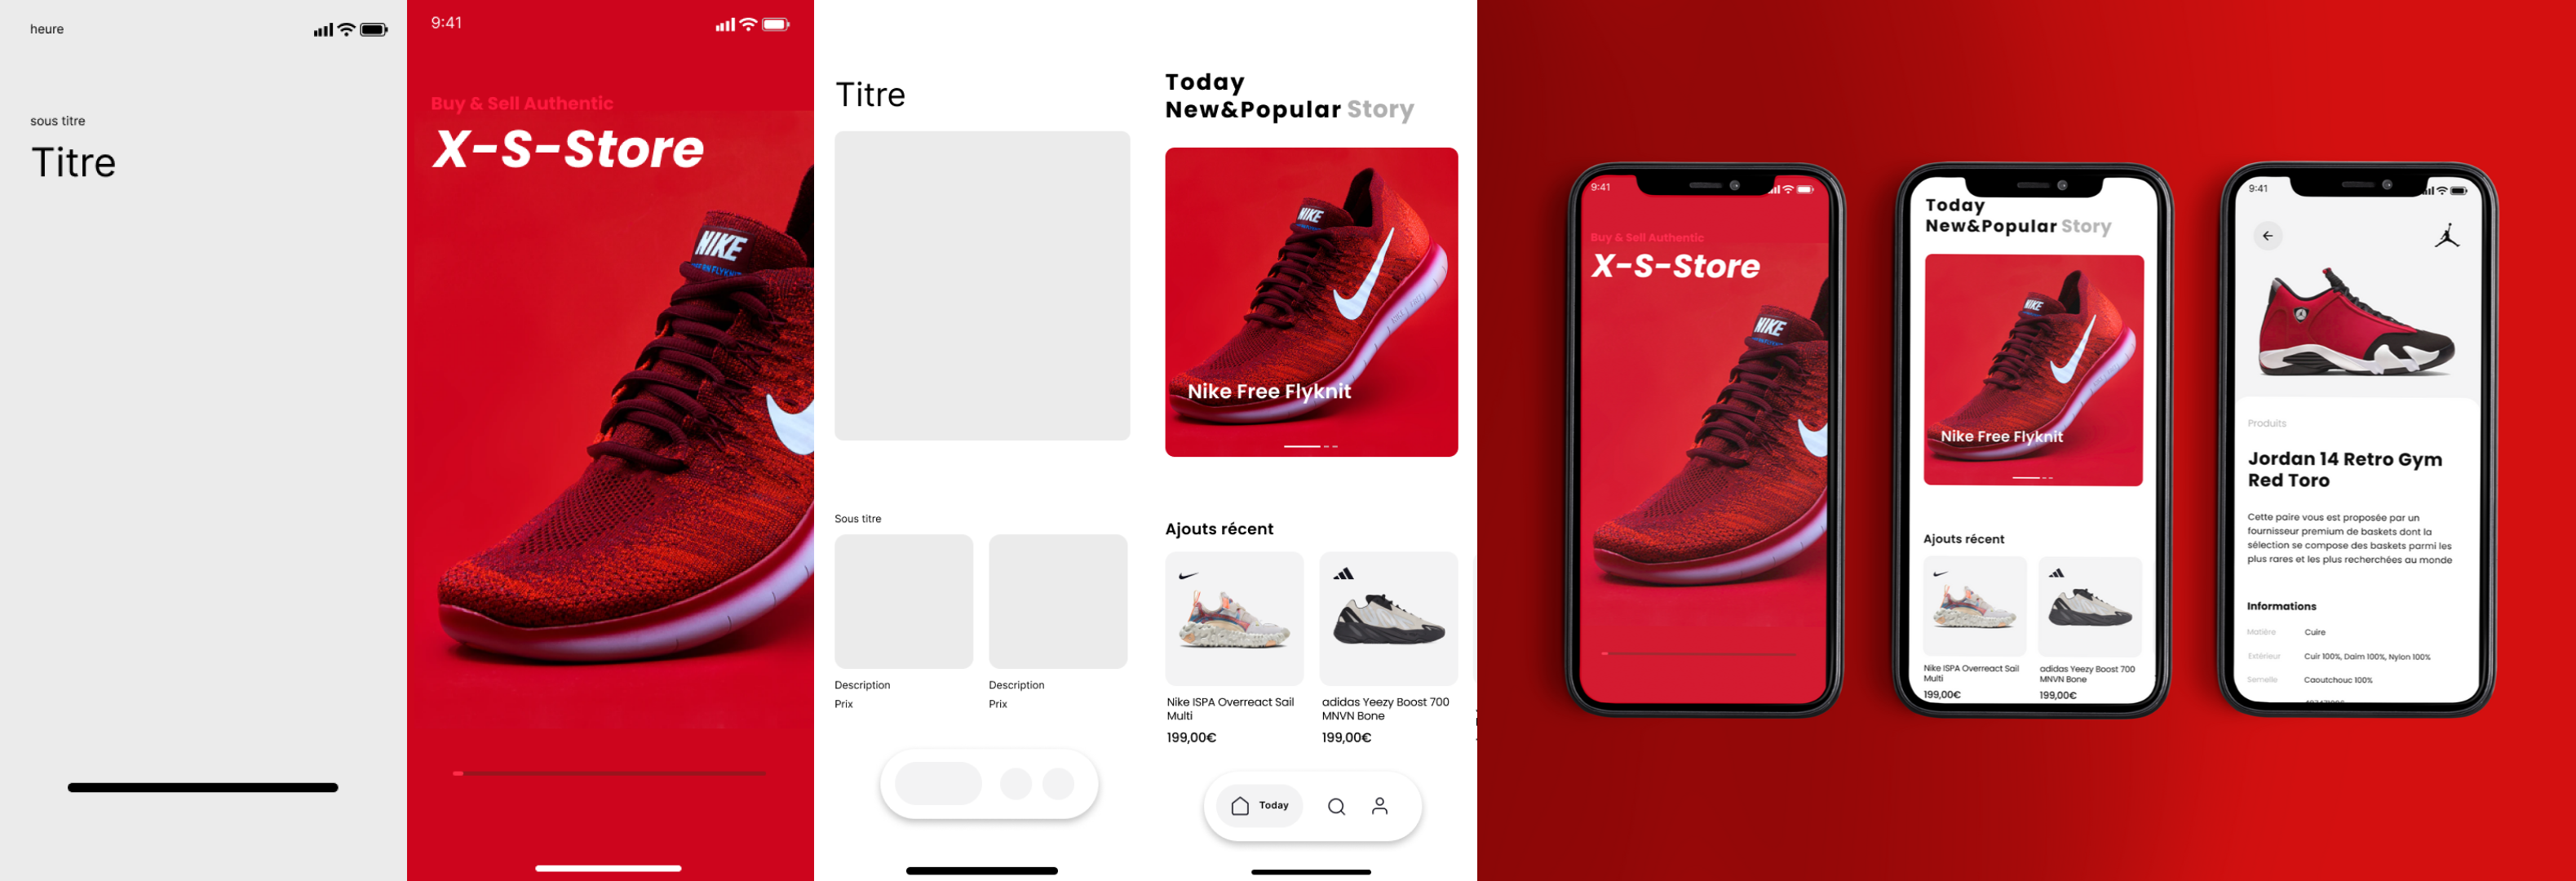 heure
sous titre
Titre
9:41
Buy & Sell Authentic
X-S-Store
NIKE
Titre
Sous titre
Description
Prix
Description
Prix
Today
New&Popular Story
NIKE
Nike Free Flyknit
Ajouts récent
Nike ISPA Overreact Sail
Multi
199,00€
adidas Yeezy Boost 700
MNVN Bone
199,00€
Today
9:41
Buy & Sell Authentic
X-S-Store
NIKE
Today
New&Popular Story
NIKE
Nike Free Flyknit
Ajouts récent
Nike ISPA Overreact Sail
Multi
199,00€
adidas Yeezy Boost 700
MNVN Bone
199,00€
9:41
Produits
Jordan 14 Retro Gym
Red Toro
Cette paire vous est proposée par un
fournisseur premium de baskets dont la
sélection se compose des baskets parmi les
plus rares et les plus recherchées au monde
Informations
Matière Cuire
Extérieur Cuir 100%, Daim 100%, Nylon 100%
Semelle Caoutchouc 100%